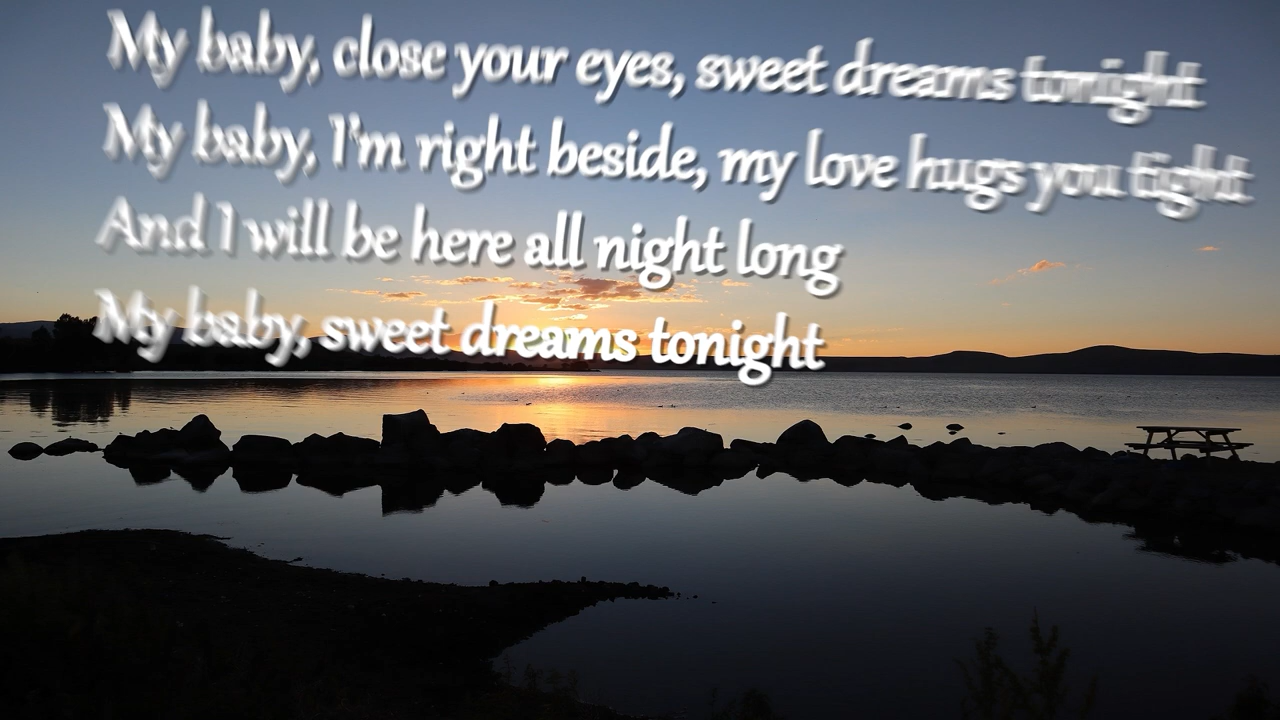 My baby, close your eyes, sweet dreams tonight
My baby, I'm right beside, my love hugs you tight
And I will be here all night long
My baby, sweet dreams tonight